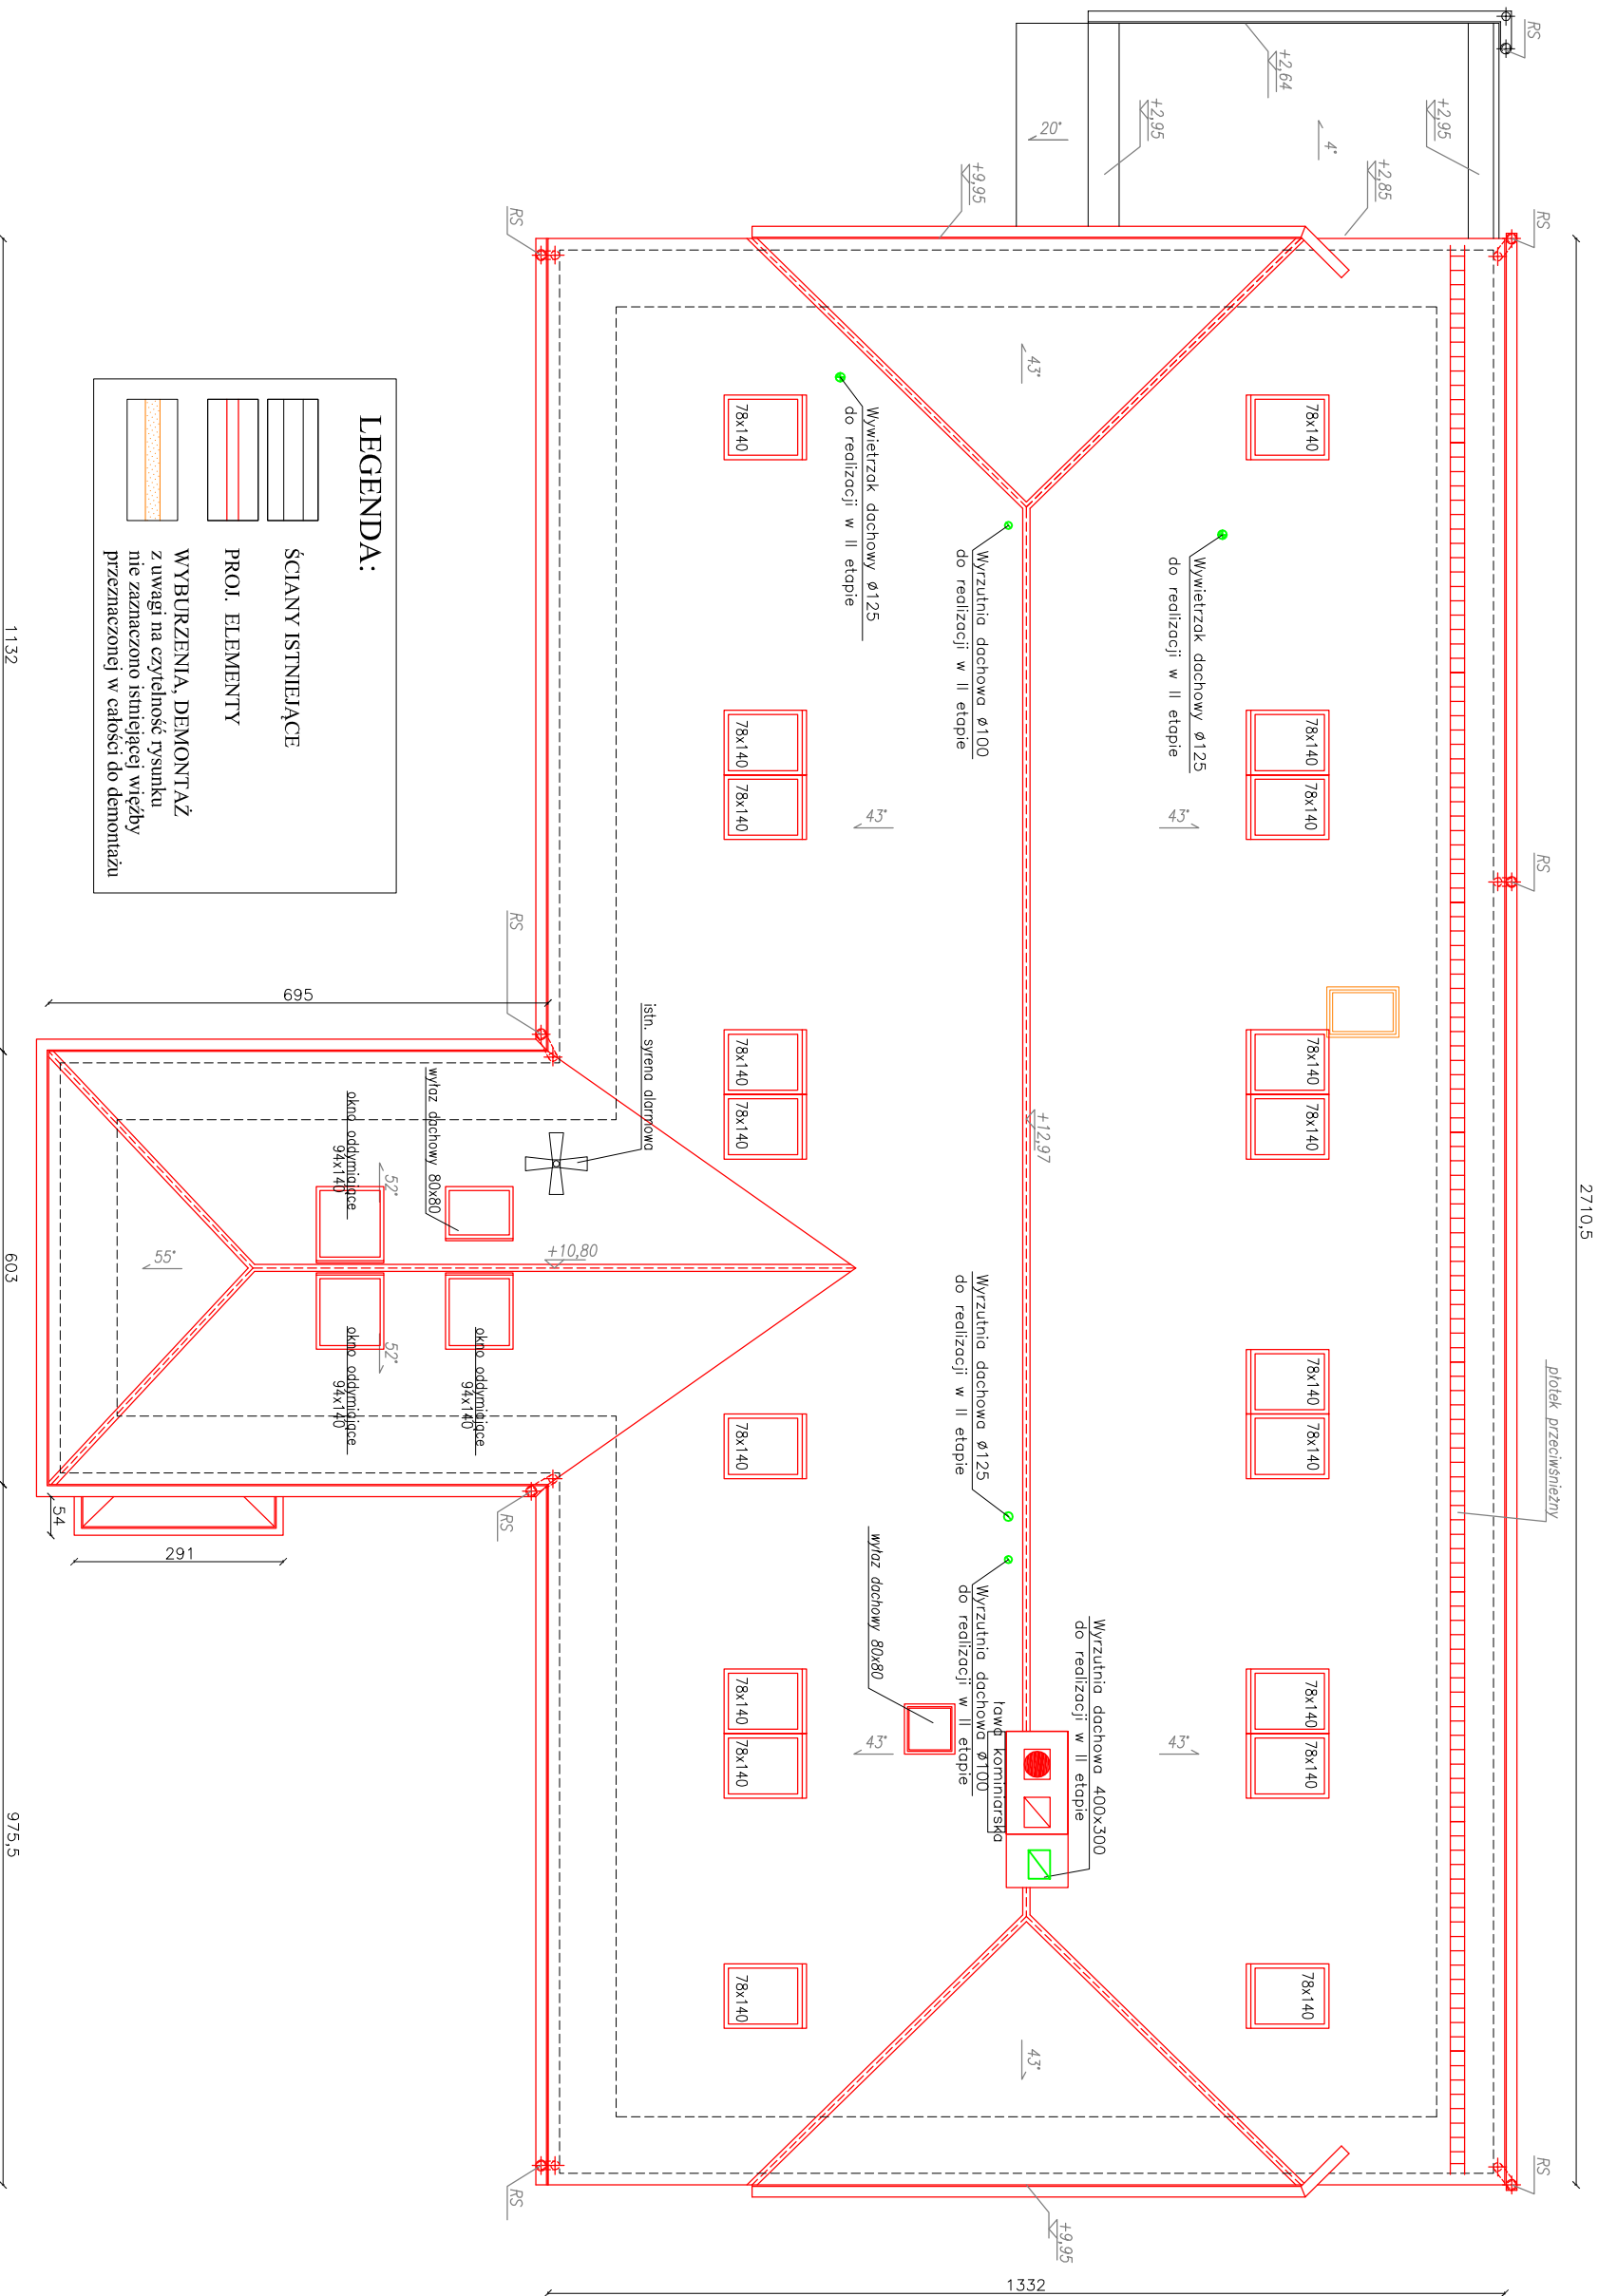 2710,5
RS
RS
RS
RS
płotek przeciwśnieżny
+2,95
+2,85
4°
+2,64
+2,95
20°
78x140
78x140
78x140
78x140
78x140
78x140
78x140
78x140
78x140
78x140
Wywietrzak dachowy ø125
do realizacji w II etapie
43°
43°
Wyrzutnia dachowa 400x300
do realizacji w II etapie
43°
+12,97
43°
+9,95
1332
+9,95
Wyrzutnia dachowa ø100
do realizacji w II etapie
Wyrzutnia dachowa ø125
do realizacji w II etapie
ława kominiarska
Wyrzutnia dachowa ø100
do realizacji w II etapie
Wywietrzak dachowy ø125
do realizacji w II etapie
43°
43°
wyłaz dachowy 80x80
78x140
78x140
78x140
78x140
78x140
78x140
78x140
78x140
78x140
istn. syrena alarmowa
+10,80
RS
RS
RS
RS
wyłaz dachowy 80x80
okno oddymiające
94x140
52°
52°
okno oddymiające
94x140
okno oddymiające
94x140
55°
695
291
54
LEGENDA:
ŚCIANY ISTNIEJĄCE
PROJ. ELEMENTY
WYBURZENIA, DEMONTAŻ
z uwagi na czytelność rysunku
nie zaznaczono istniejącej więźby
przeznaczonej w całości do demontażu
1132
603
975,5